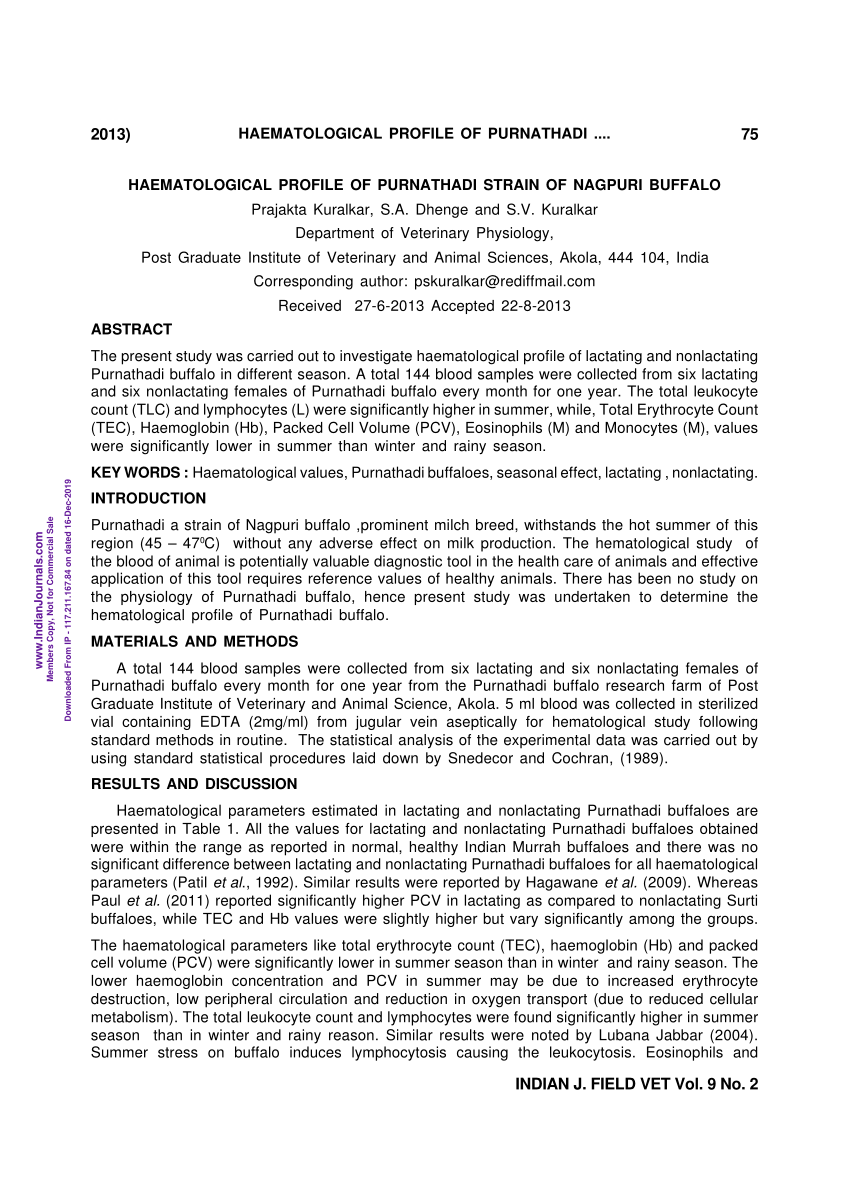 2013) HAEMATOLOGICAL PROFILE OF PURNATHADI .... 75
HAEMATOLOGICAL PROFILE OF PURNATHADI STRAIN OF NAGPURI BUFFALO
Prajakta Kuralkar, S.A. Dhenge and S.V. Kuralkar
Department of Veterinary Physiology,
Post Graduate Institute of Veterinary and Animal Sciences, Akola, 444 104, India
Corresponding author: pskuralkar@rediffmail.com
Received 27-6-2013 Accepted 22-8-2013
ABSTRACT
The present study was carried out to investigate haematological profile of lactating and nonlactating
Purnathadi buffalo in different season. A total 144 blood samples were collected from six lactating
and six nonlactating females of Purnathadi buffalo every month for one year. The total leukocyte
count (TLC) and lymphocytes (L) were significantly higher in summer, while, Total Erythrocyte Count
(TEC), Haemoglobin (Hb), Packed Cell Volume (PCV), Eosinophils (M) and Monocytes (M), values
were significantly lower in summer than winter and rainy season.
KEY WORDS : Haematological values, Purnathadi buffaloes, seasonal effect, lactating , nonlactating.
INTRODUCTION
Purnathadi a strain of Nagpuri buffalo ,prominent milch breed, withstands the hot summer of this
region (45 – 47⁰C) without any adverse effect on milk production. The hematological study of
the blood of animal is potentially valuable diagnostic tool in the health care of animals and effective
application of this tool requires reference values of healthy animals. There has been no study on
the physiology of Purnathadi buffalo, hence present study was undertaken to determine the
hematological profile of Purnathadi buffalo.
MATERIALS AND METHODS
A total 144 blood samples were collected from six lactating and six nonlactating females of
Purnathadi buffalo every month for one year from the Purnathadi buffalo research farm of Post
Graduate Institute of Veterinary and Animal Science, Akola. 5 ml blood was collected in sterilized
vial containing EDTA (2mg/ml) from jugular vein aseptically for hematological study following
standard methods in routine. The statistical analysis of the experimental data was carried out by
using standard statistical procedures laid down by Snedecor and Cochran, (1989).
RESULTS AND DISCUSSION
Haematological parameters estimated in lactating and nonlactating Purnathadi buffaloes are
presented in Table 1. All the values for lactating and nonlactating Purnathadi buffaloes obtained
were within the range as reported in normal, healthy Indian Murrah buffaloes and there was no
significant difference between lactating and nonlactating Purnathadi buffaloes for all haematological
parameters (Patil et al., 1992). Similar results were reported by Hagawane et al. (2009). Whereas
Paul et al. (2011) reported significantly higher PCV in lactating as compared to nonlactating Surti
buffaloes, while TEC and Hb values were slightly higher but vary significantly among the groups.
The haematological parameters like total erythrocyte count (TEC), haemoglobin (Hb) and packed
cell volume (PCV) were significantly lower in summer season than in winter and rainy season. The
lower haemoglobin concentration and PCV in summer may be due to increased erythrocyte
destruction, low peripheral circulation and reduction in oxygen transport (due to reduced cellular
metabolism). The total leukocyte count and lymphocytes were found significantly higher in summer
season than in winter and rainy reason. Similar results were noted by Lubana Jabbar (2004).
Summer stress on buffalo induces lymphocytosis causing the leukocytosis. Eosinophils and
INDIAN J. FIELD VET Vol. 9 No. 2
www.IndianJournals.com
Members Copy, Not for Commercial Sale
Downloaded From IP - 117.211.167.84 on dated 16-Dec-2019